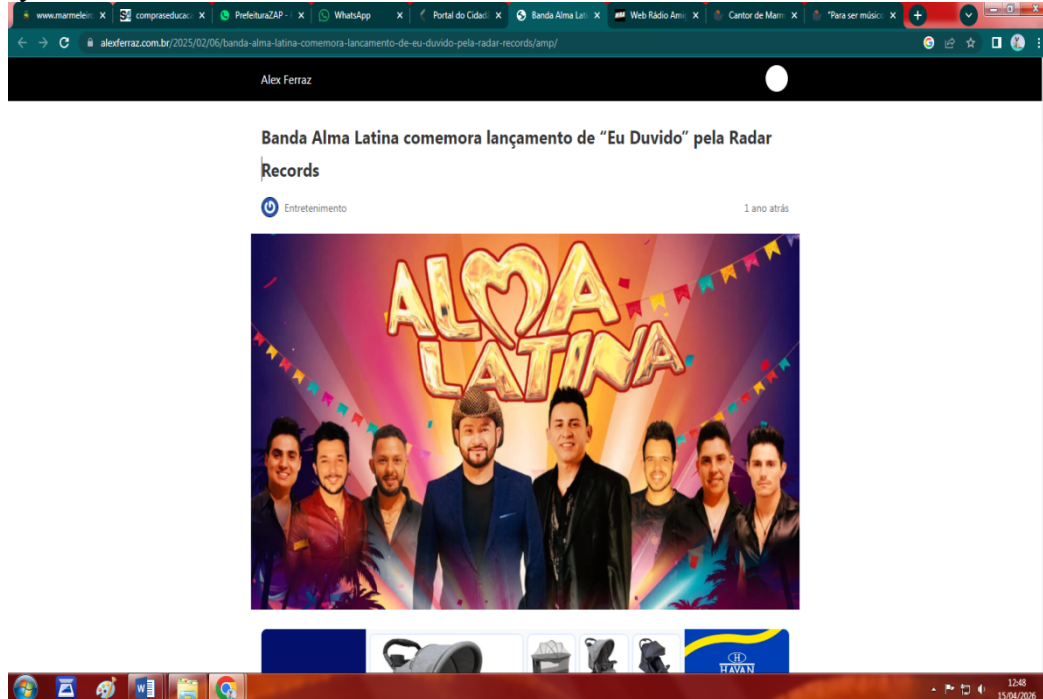 www.marmeleir
compraseducaca
PrefeituraZAP -
WhatsApp
Portal do Cidadã
Banda Alma Lati
Web Rádio Amig
Cantor de Marm
"Para ser músico
alexferraz.com.br/2025/02/06/banda-alma-latina-comemora-lancamento-de-eu-duvido-pela-radar-records/amp/
Alex Ferraz
Banda Alma Latina comemora lançamento de “Eu Duvido” pela Radar
Records
Entretenimento
1 ano atrás
ALMA
LATINA
HAVAN
12:48
15/04/2026